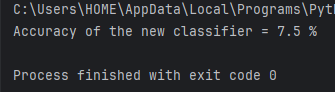 C:\Users\HOME\AppData\Local\Programs\Pyt
Accuracy of the new classifier = 7.5 %
Process finished with exit code 0